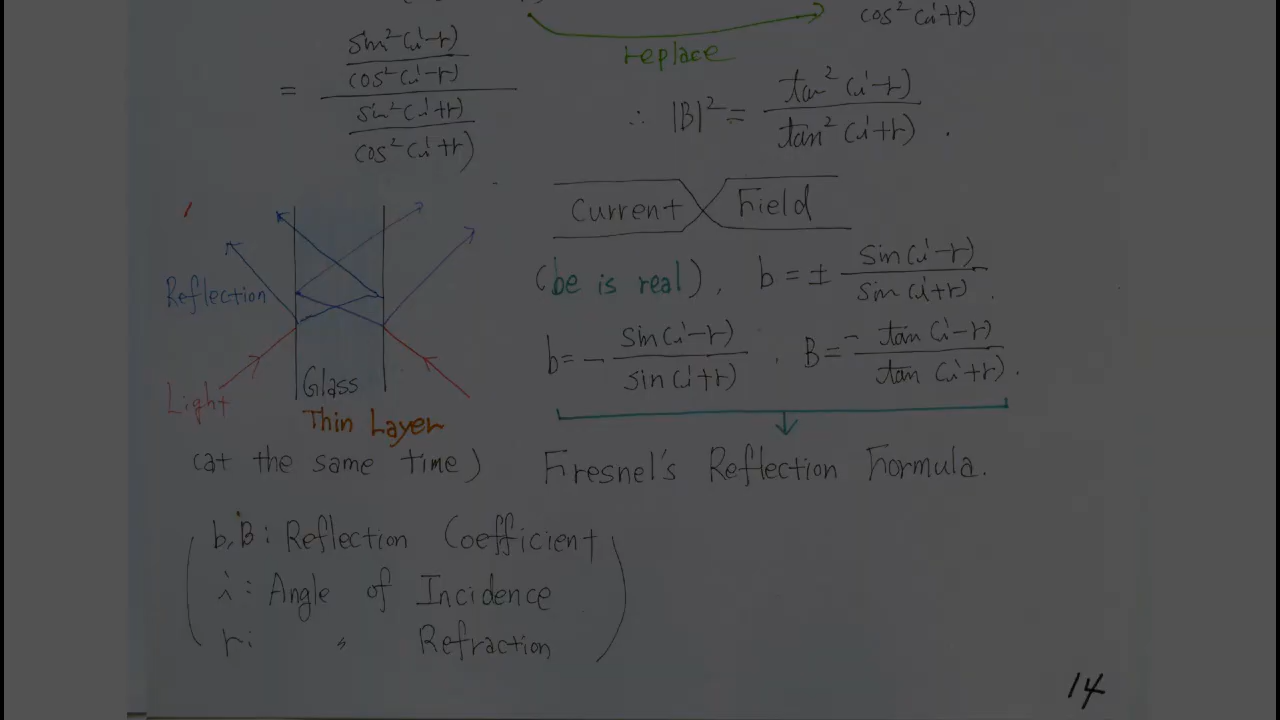 cos²(i+r)
replace
= sin²(i-r) / cos²(i-r) / sin²(i+r) / cos²(i+r)
∴ |B|² = tan²(i-r) / tan²(i+r) .
Current Field
(be is real), b = ± sin(i-r) / sin(i+r) .
b = - sin(i-r) / sin(i+r) . B = - tan(i-r) / tan(i+r) .
Reflection
Light
Glass
Thin Layer
(at the same time)
Fresnel's Reflection Formula.
b,B: Reflection Coefficient
i: Angle of Incidence
r: 〃 Refraction
14